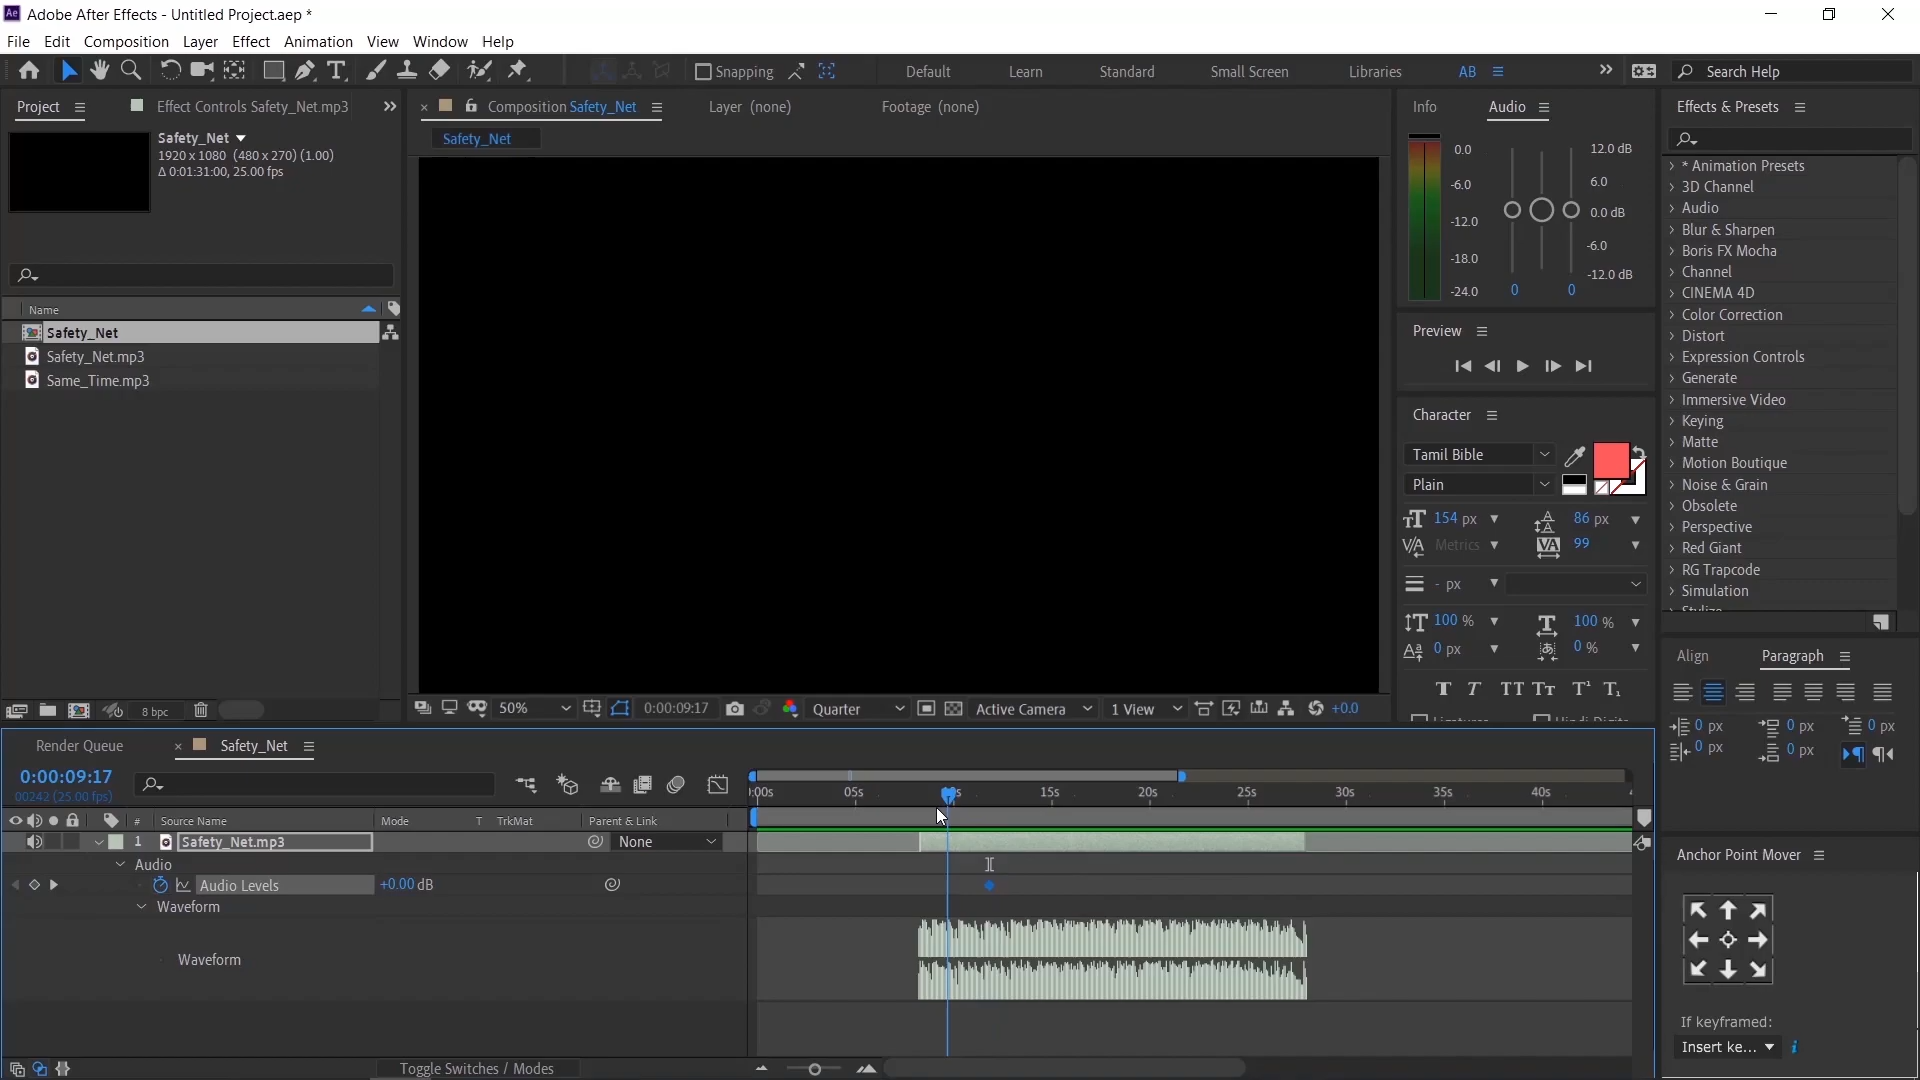 Adobe After Effects - Untitled Project.aep *
File Edit Composition Layer Effect Animation View Window Help
Snapping Default Learn Standard Small Screen Libraries AB Search Help
Project Effect Controls Safety_Net.mp3
Composition Safety_Net
Layer (none)
Footage (none)
Safety_Net
1920 x 1080 (480 x 270) (1.00)
Δ 0:01:31:00, 25.00 fps
Name
Safety_Net
Safety_Net.mp3
Same_Time.mp3
8 bpc
Safety_Net
50% 0:00:09:17 Quarter Active Camera 1 View +0.0
Info Audio
0.0
-6.0
-12.0
-18.0
-24.0
12.0 dB
6.0
0.0 dB
-6.0
-12.0 dB
0 0
Preview
Character
Tamil Bible
Plain
154 px 86 px
Metrics 99
- px
100 % 100 %
0 px 0 %
Effects & Presets
* Animation Presets
3D Channel
Audio
Blur & Sharpen
Boris FX Mocha
Channel
CINEMA 4D
Color Correction
Distort
Expression Controls
Generate
Immersive Video
Keying
Matte
Motion Boutique
Noise & Grain
Obsolete
Perspective
Red Giant
RG Trapcode
Simulation
Align Paragraph
0 px 0 px 0 px
0 px 0 px
Anchor Point Mover
If keyframed:
Insert ke...
Render Queue Safety_Net
0:00:09:17
00242 (25.00 fps)
# Source Name Mode T TrkMat Parent & Link
1 Safety_Net.mp3 None
Audio
Audio Levels +0.00 dB
Waveform
Waveform
Toggle Switches / Modes
:00s 05s 15s 20s 25s 30s 35s 40s